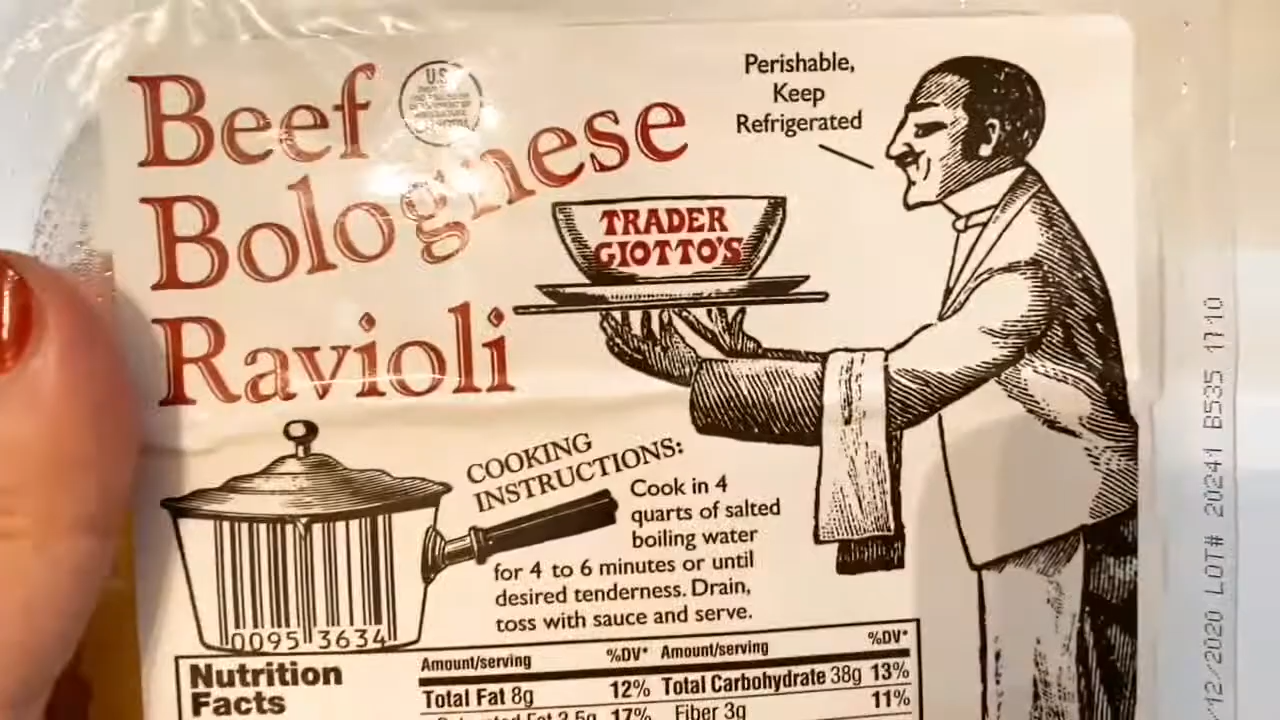 Beef
Bolognese
Ravioli
U.S.
Perishable,
Keep
Refrigerated
TRADER
GIOTTO'S
COOKING
INSTRUCTIONS:
Cook in 4
quarts of salted
boiling water
for 4 to 6 minutes or until
desired tenderness. Drain,
toss with sauce and serve.
0095 3634
Nutrition
Facts
Amount/serving %DV* Amount/serving %DV*
Total Fat 8g 12% Total Carbohydrate 38g 13%
Fat 2.5g 17% Fiber 3g 11%
12/2020 LOT# 20241 B535 17:10